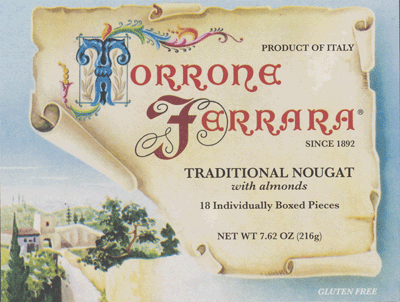 PRODUCT OF ITALY
TORRONE
FERRARA®
SINCE 1892
TRADITIONAL NOUGAT
with almonds
18 Individually Boxed Pieces
NET WT 7.62 OZ (216g)
GLUTEN FREE